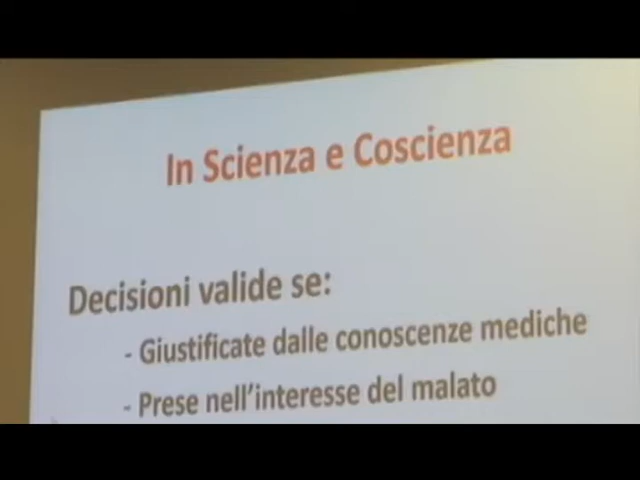 In Scienza e Coscienza
Decisioni valide se:
- Giustificate dalle conoscenze mediche
- Prese nell'interesse del malato